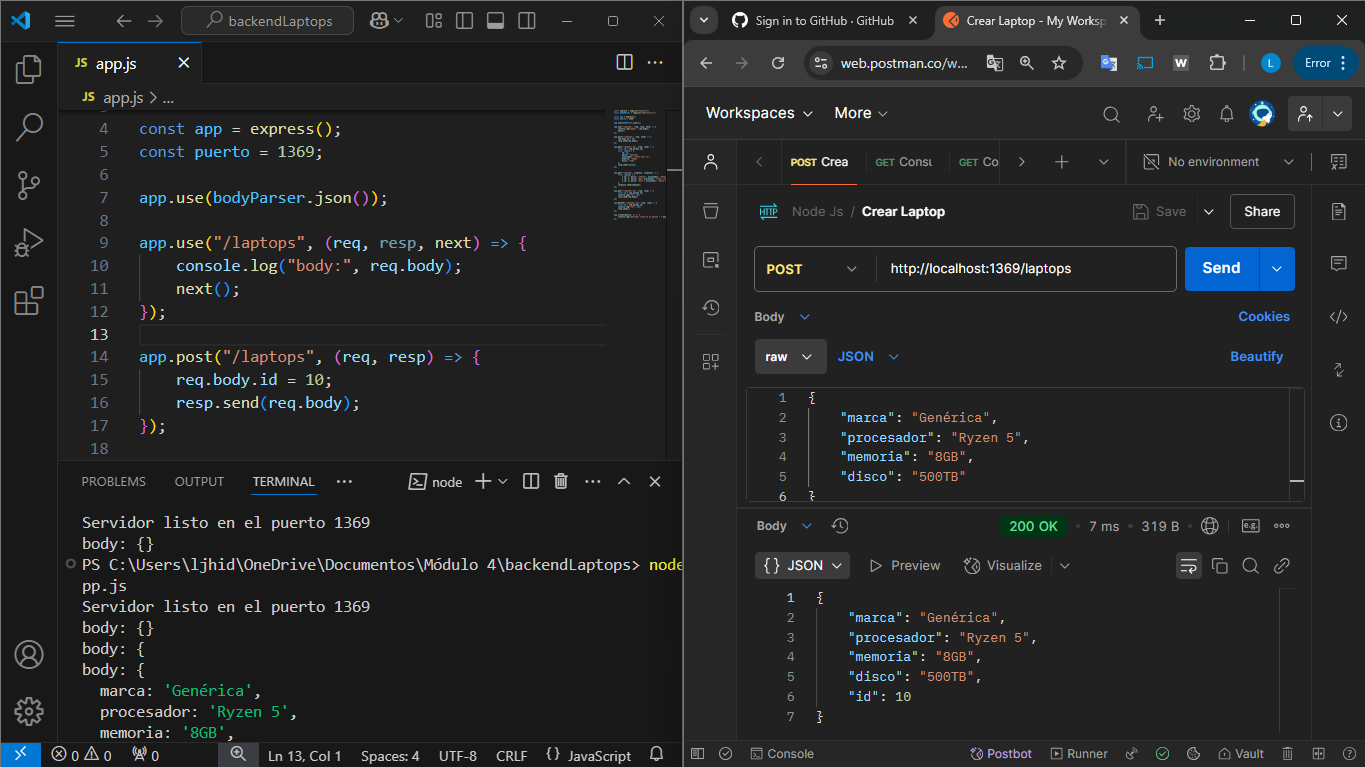 backendLaptops
JS app.js
JS app.js > ...
4 const app = express();
5 const puerto = 1369;
6
7 app.use(bodyParser.json());
8
9 app.use("/laptops", (req, resp, next) => {
10 console.log("body:", req.body);
11 next();
12 });
13
14 app.post("/laptops", (req, resp) => {
15 req.body.id = 10;
16 resp.send(req.body);
17 });
18
PROBLEMS OUTPUT TERMINAL ... node
Servidor listo en el puerto 1369
body: {}
PS C:\Users\ljhid\OneDrive\Documentos\Módulo 4\backendLaptops> node
pp.js
Servidor listo en el puerto 1369
body: {}
body: {
body: {
marca: 'Genérica',
procesador: 'Ryzen 5',
memoria: '8GB',
0 0 0 Ln 13, Col 1 Spaces: 4 UTF-8 CRLF {} JavaScript
Sign in to GitHub · GitHub
Crear Laptop - My Worksp
web.postman.co/w...
W
L
Error
Workspaces More
POST Crea GET Consu GET Co No environment
HTTP Node Js / Crear Laptop Save Share
POST http://localhost:1369/laptops Send
Body Cookies
raw JSON Beautify
1 {
2 "marca": "Genérica",
3 "procesador": "Ryzen 5",
4 "memoria": "8GB",
5 "disco": "500TB"
6 }
Body 200 OK • 7 ms • 319 B e.g. ...
{} JSON Preview Visualize
1 {
2 "marca": "Genérica",
3 "procesador": "Ryzen 5",
4 "memoria": "8GB",
5 "disco": "500TB",
6 "id": 10
7 }
Console Postbot Runner Vault